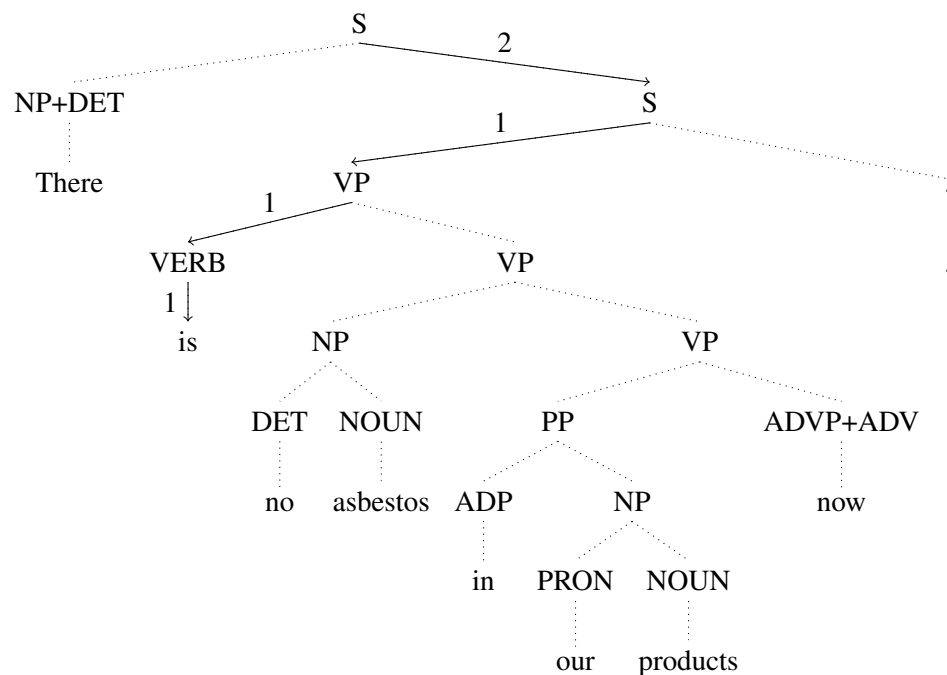 S
2
NP+DET
S
1
There
VP
1
VERB
VP
1
is
NP
VP
DET
NOUN
PP
ADVP+ADV
no
asbestos
ADP
NP
now
in
PRON
NOUN
our
products